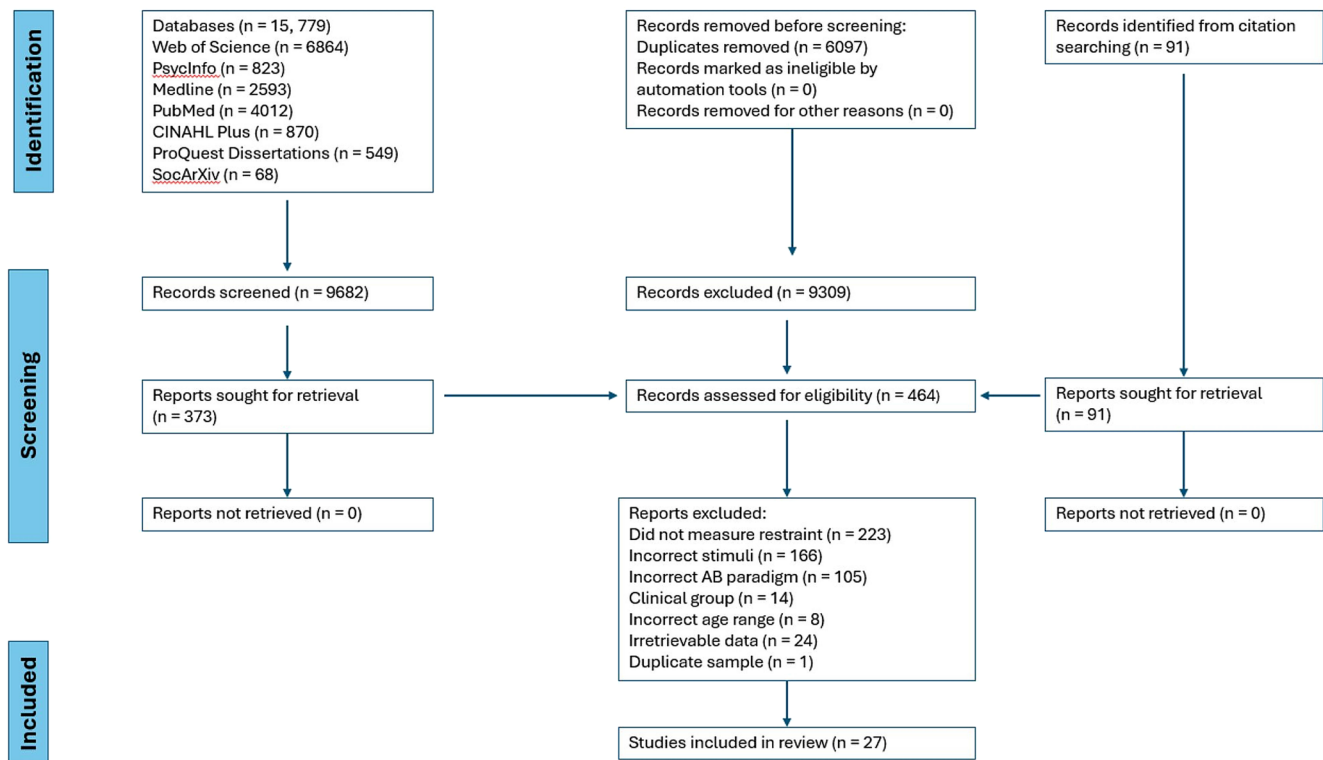 Identification
Databases (n = 15, 779)
Web of Science (n = 6864)
PsycInfo (n = 823)
Medline (n = 2593)
PubMed (n = 4012)
CINAHL Plus (n = 870)
ProQuest Dissertations (n = 549)
SocArXiv (n = 68)
Records removed before screening:
Duplicates removed (n = 6097)
Records marked as ineligible by
automation tools (n = 0)
Records removed for other reasons (n = 0)
Records identified from citation
searching (n = 91)
Screening
Records screened (n = 9682)
Records excluded (n = 9309)
Reports sought for retrieval
(n = 373)
Records assessed for eligibility (n = 464)
Reports sought for retrieval
(n = 91)
Reports not retrieved (n = 0)
Reports excluded:
Did not measure restraint (n = 223)
Incorrect stimuli (n = 166)
Incorrect AB paradigm (n = 105)
Clinical group (n = 14)
Incorrect age range (n = 8)
Irretrievable data (n = 24)
Duplicate sample (n = 1)
Reports not retrieved (n = 0)
Included
Studies included in review (n = 27)